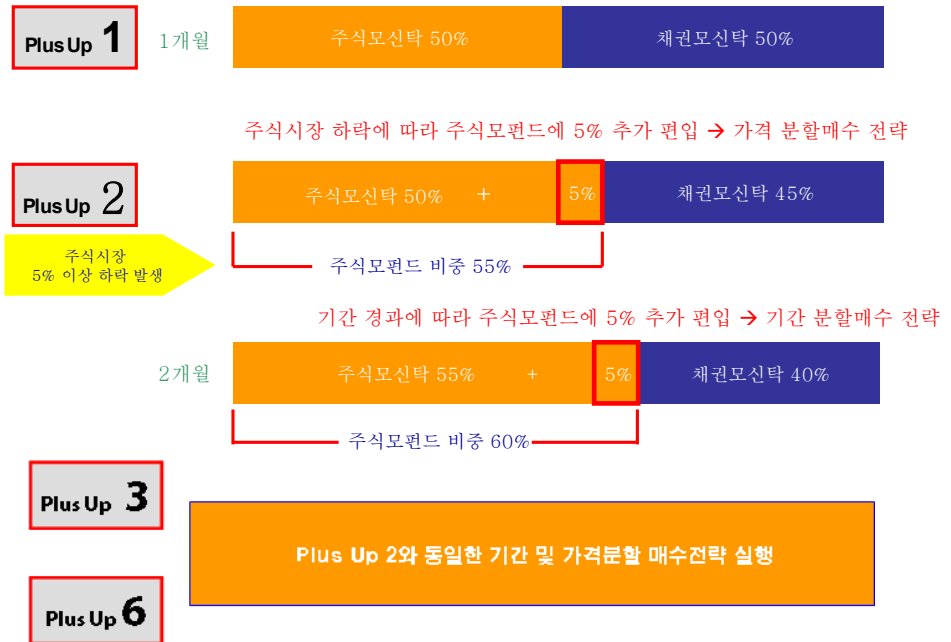 Plus Up 1
1개월
주식모신탁 50%
채권모신탁 50%
주식시장 하락에 따라 주식모펀드에 5% 추가 편입 → 가격 분할매수 전략
Plus Up 2
주식모신탁 50% + 5%
채권모신탁 45%
주식시장
5% 이상 하락 발생
주식모펀드 비중 55%
기간 경과에 따라 주식모펀드에 5% 추가 편입 → 기간 분할매수 전략
2개월
주식모신탁 55% + 5%
채권모신탁 40%
주식모펀드 비중 60%
Plus Up 3
Plus Up 2와 동일한 기간 및 가격분할 매수전략 실행
Plus Up 6